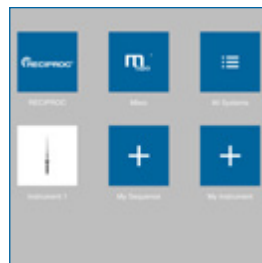 RECIPROC
m
RECIPROC
Mtwo
All Systems
Instrument 1
My Sequence
My Instrument